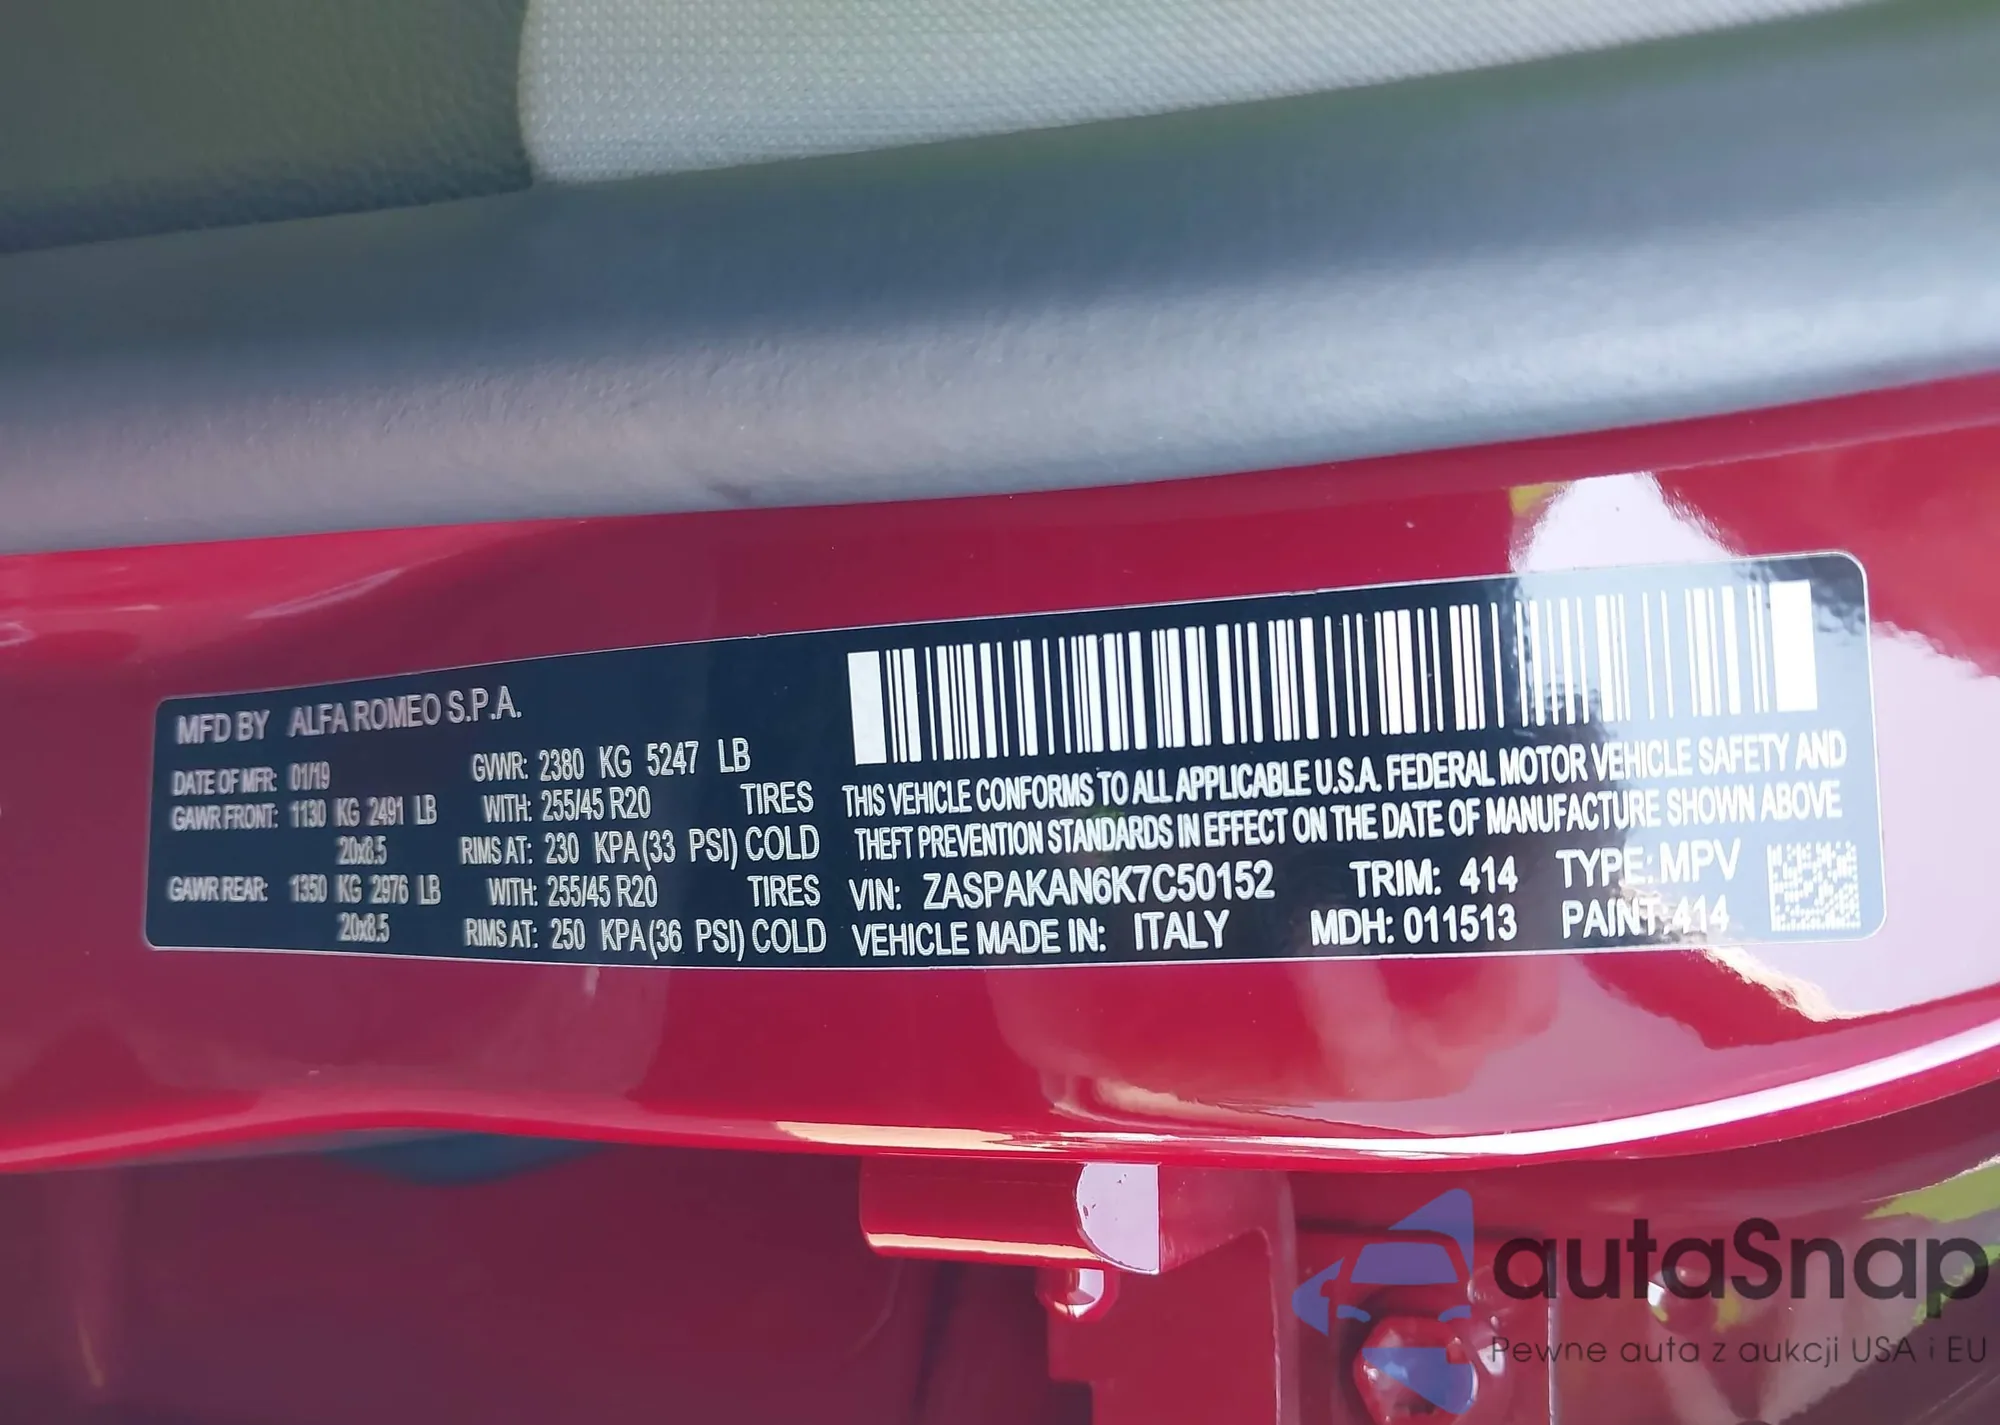 MFD BY ALFA ROMEO S.P.A.
DATE OF MFR: 01/19 GVWR: 2380 KG 5247 LB
GAWR FRONT: 1130 KG 2491 LB WITH: 255/45 R20 TIRES
20x8.5 RIMS AT: 230 KPA(33 PSI) COLD
GAWR REAR: 1350 KG 2976 LB WITH: 255/45 R20 TIRES
20x8.5 RIMS AT: 250 KPA(36 PSI) COLD
THIS VEHICLE CONFORMS TO ALL APPLICABLE U.S.A. FEDERAL MOTOR VEHICLE SAFETY AND
THEFT PREVENTION STANDARDS IN EFFECT ON THE DATE OF MANUFACTURE SHOWN ABOVE
VIN: ZASPAKAN6K7C50152 TRIM: 414 TYPE: MPV
VEHICLE MADE IN: ITALY MDH: 011513 PAINT: 414
autaSnap
Pewne auta z aukcji USA i EU